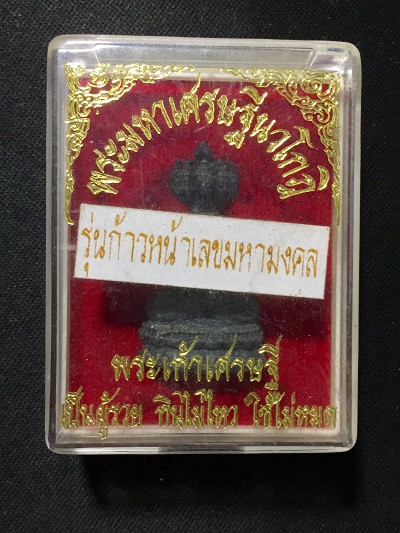 พระมหาเศรษฐีนวโกฏิ
รุ่นก้าวหน้าเลขมหามงคล
พระเก้าเศรษฐี
เป็นผู้รวย กินไม่ไหว ใช้ไม่หมด